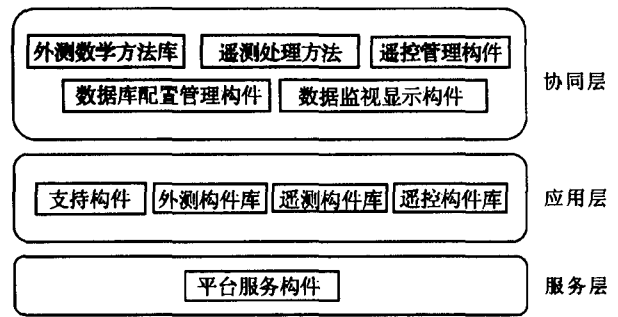 外测数学方法库 遥测处理方法 遥控管理构件
数据库配置管理构件 数据监视显示构件
协同层
支持构件 外测构件库 遥测构件库 遥控构件库
应用层
平台服务构件
服务层